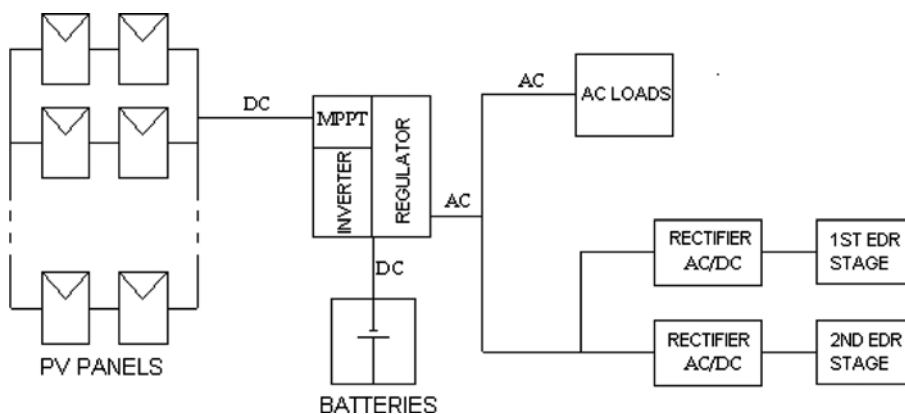 DC
MPPT
INVERTER
REGULATOR
AC
AC
AC LOADS
DC
RECTIFIER
AC/DC
1ST EDR
STAGE
RECTIFIER
AC/DC
2ND EDR
STAGE
PV PANELS
BATTERIES